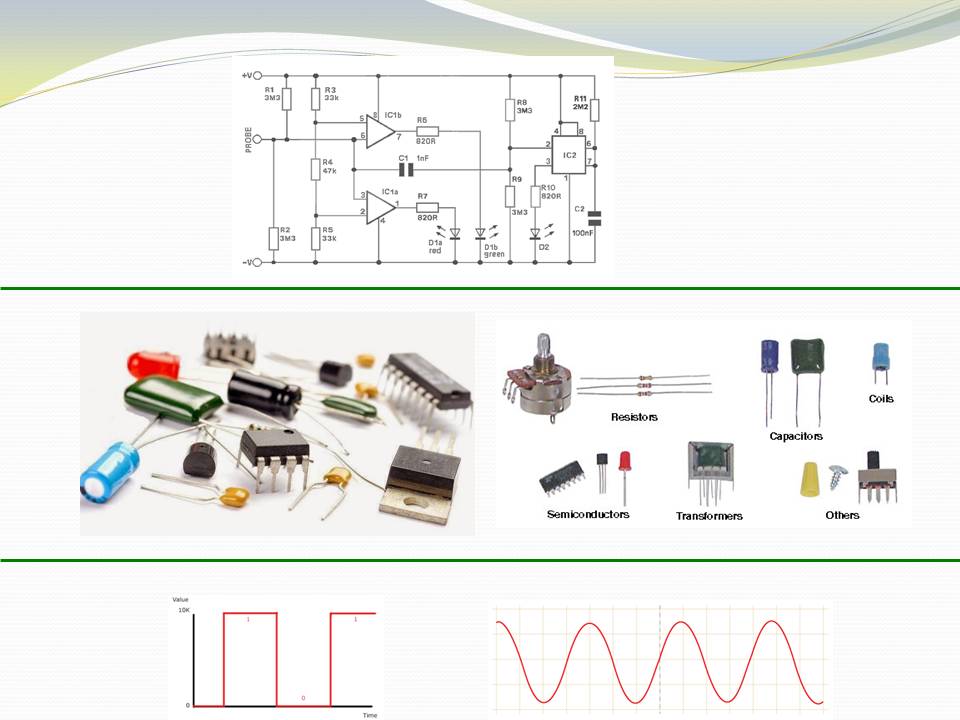 +V
R1
3M3
R3
33k
8
IC1b
5
6
7
R6
820R
R8
3M3
R11
2M2
4
8
2
6
IC2
3
7
1
PROBE
C1 1nF
R4
47k
IC1a
3
2
1
4
R7
820R
R9
3M3
R10
820R
C2
100nF
R2
3M3
R5
33k
D1a
red
D1b
green
D2
-V
Resistors
Capacitors
Coils
Semiconductors
Transformers
Others
Value
10K
1
1
0
0
Time